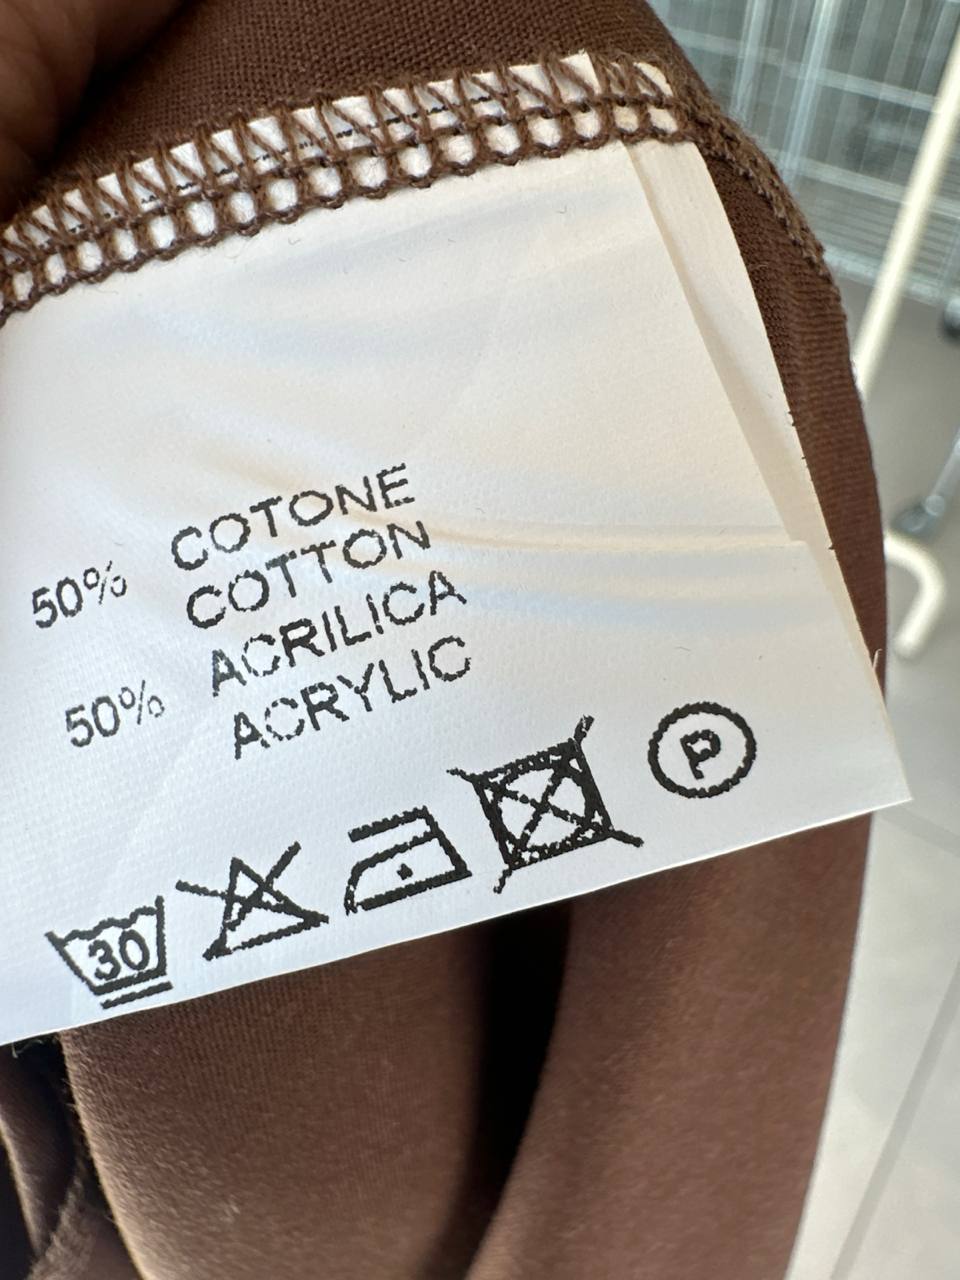 50% COTONE
COTTON
50% ACRILICA
ACRYLIC
30
P